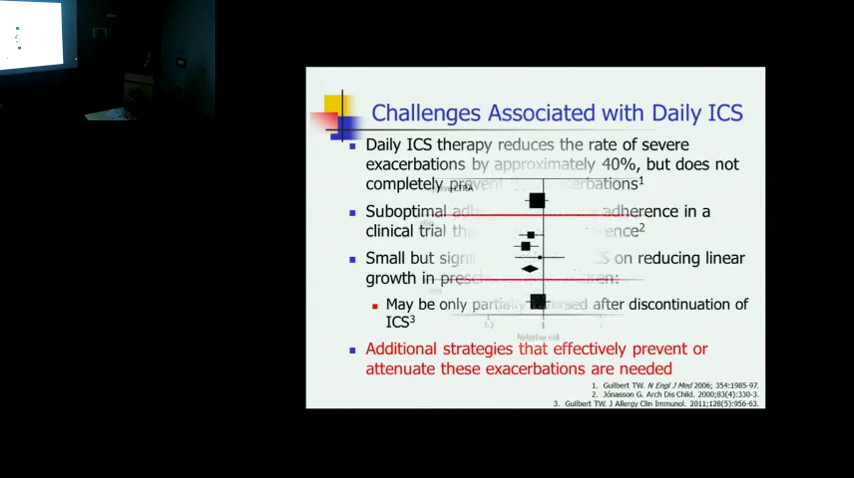 Challenges Associated with Daily ICS
Daily ICS therapy reduces the rate of severe
exacerbations by approximately 40%, but does not
completely prevent exacerbations1
Suboptimal adherence in a
clinical trial
Small but on reducing linear
growth in
May be only partially reversed after discontinuation of
ICS3
Additional strategies that effectively prevent or
attenuate these exacerbations are needed
1. Guilbert TW. N Engl J Med 2006; 354:1985-97.
2. Jónasson G. Arch Dis Child. 2000;83(4):330-3.
3. Guilbert TW. J Allergy Clin Immunol. 2011;128(5):956-63.